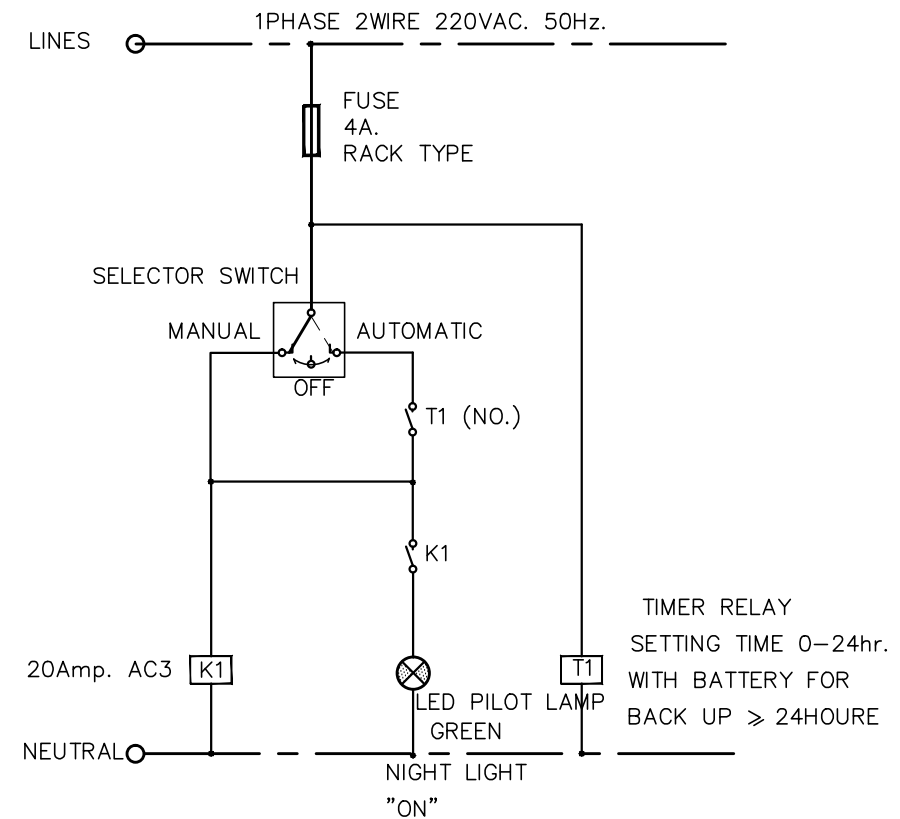 1PHASE 2WIRE 220VAC. 50Hz.
LINES
FUSE
4A.
RACK TYPE
SELECTOR SWITCH
MANUAL
AUTOMATIC
OFF
T1 (NO.)
K1
TIMER RELAY
SETTING TIME 0-24hr.
WITH BATTERY FOR
BACK UP ⩾ 24HOURE
20Amp. AC3
K1
T1
LED PILOT LAMP
GREEN
NEUTRAL
NIGHT LIGHT
"ON"